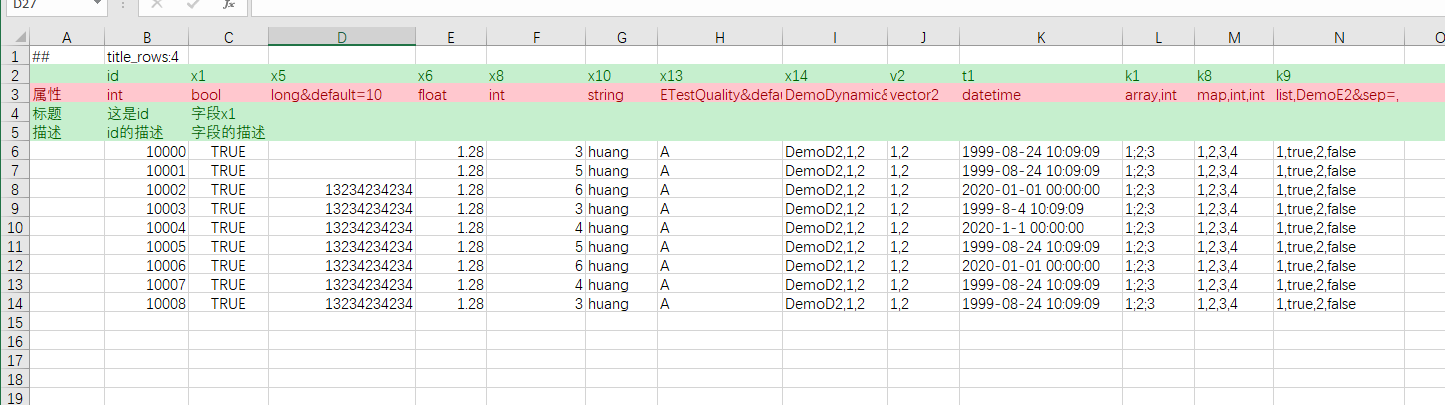 D27 fx
A B C D E F G H I J K L M N O
1 ## title_rows:4
2 id x1 x5 x6 x8 x10 x13 x14 v2 t1 k1 k8 k9
3 属性 int bool long&default=10 float int string ETestQuality&defau DemoDynamic& vector2 datetime array,int map,int,int list,DemoE2&sep=,
4 标题 这是id 字段x1
5 描述 id的描述 字段的描述
6 10000 TRUE 1.28 3 huang A DemoD2,1,2 1,2 1999-08-24 10:09:09 1;2;3 1,2,3,4 1,true,2,false
7 10001 TRUE 1.28 5 huang A DemoD2,1,2 1,2 1999-08-24 10:09:09 1;2;3 1,2,3,4 1,true,2,false
8 10002 TRUE 13234234234 1.28 6 huang A DemoD2,1,2 1,2 2020-01-01 00:00:00 1;2;3 1,2,3,4 1,true,2,false
9 10003 TRUE 13234234234 1.28 3 huang A DemoD2,1,2 1,2 1999-8-4 10:09:09 1;2;3 1,2,3,4 1,true,2,false
10 10004 TRUE 13234234234 1.28 4 huang A DemoD2,1,2 1,2 2020-1-1 00:00:00 1;2;3 1,2,3,4 1,true,2,false
11 10005 TRUE 13234234234 1.28 5 huang A DemoD2,1,2 1,2 1999-08-24 10:09:09 1;2;3 1,2,3,4 1,true,2,false
12 10006 TRUE 13234234234 1.28 6 huang A DemoD2,1,2 1,2 2020-01-01 00:00:00 1;2;3 1,2,3,4 1,true,2,false
13 10007 TRUE 13234234234 1.28 4 huang A DemoD2,1,2 1,2 1999-08-24 10:09:09 1;2;3 1,2,3,4 1,true,2,false
14 10008 TRUE 13234234234 1.28 3 huang A DemoD2,1,2 1,2 1999-08-24 10:09:09 1;2;3 1,2,3,4 1,true,2,false
15
16
17
18
19